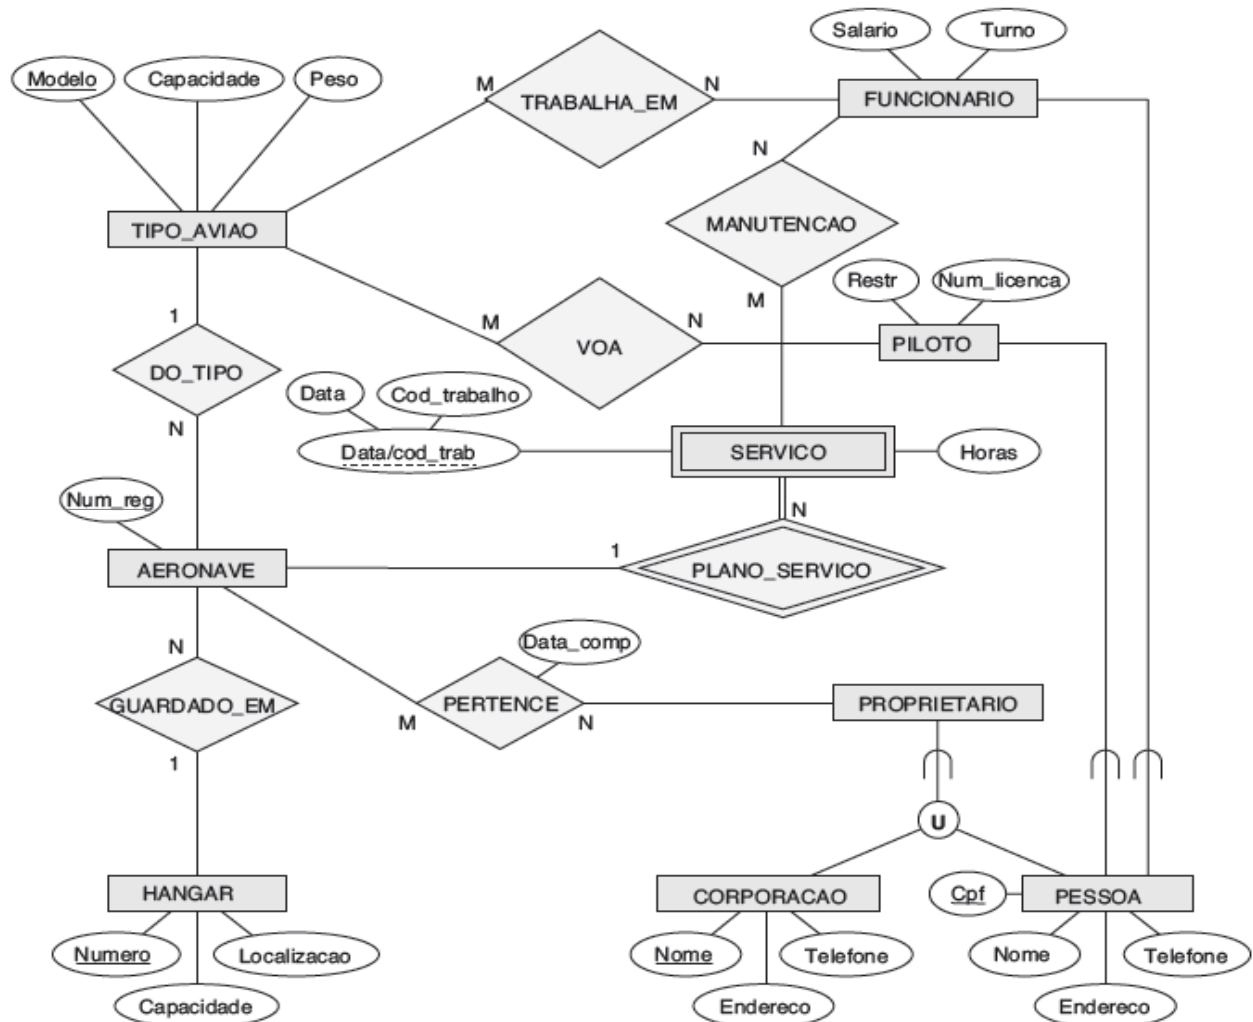 Salario
Turno
Modelo
Capacidade
Peso
M
TRABALHA_EM
N
FUNCIONARIO
N
TIPO_AVIAO
MANUTENCAO
M
Restr
Num_licenca
1
M
VOA
N
PILOTO
DO_TIPO
Data
Cod_trabalho
N
Data/cod_trab
SERVICO
Horas
Num_reg
N
1
AERONAVE
PLANO_SERVICO
N
Data_comp
GUARDADO_EM
M
PERTENCE
N
PROPRIETARIO
1
U
HANGAR
CORPORACAO
Cpf
PESSOA
Numero
Localizacao
Nome
Telefone
Nome
Telefone
Capacidade
Endereco
Endereco